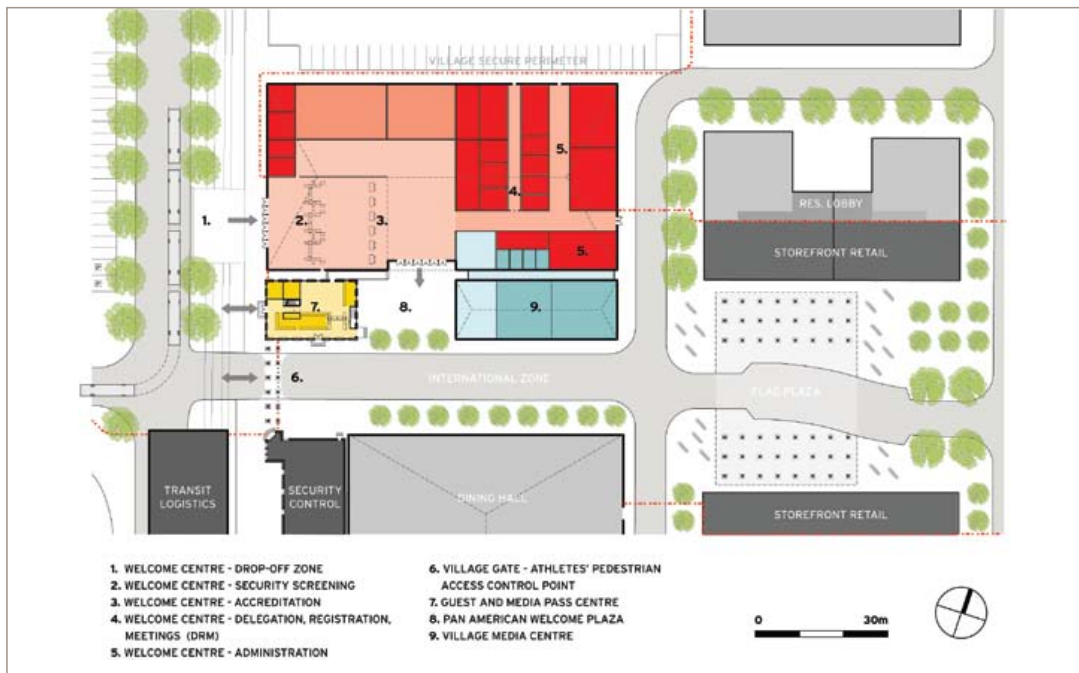 VILLAGE SECURE PERIMETER
1.
2.
3.
4.
5.
5.
RES. LOBBY
STOREFRONT RETAIL
7.
8.
9.
6.
INTERNATIONAL ZONE
FLAG PLAZA
TRANSIT
LOGISTICS
SECURITY
CONTROL
DINING HALL
STOREFRONT RETAIL
1. WELCOME CENTRE - DROP-OFF ZONE
2. WELCOME CENTRE - SECURITY SCREENING
3. WELCOME CENTRE - ACCREDITATION
4. WELCOME CENTRE - DELEGATION, REGISTRATION,
MEETINGS (DRM)
5. WELCOME CENTRE - ADMINISTRATION
6. VILLAGE GATE - ATHLETES' PEDESTRIAN
ACCESS CONTROL POINT
7. GUEST AND MEDIA PASS CENTRE
8. PAN AMERICAN WELCOME PLAZA
9. VILLAGE MEDIA CENTRE
0 30m